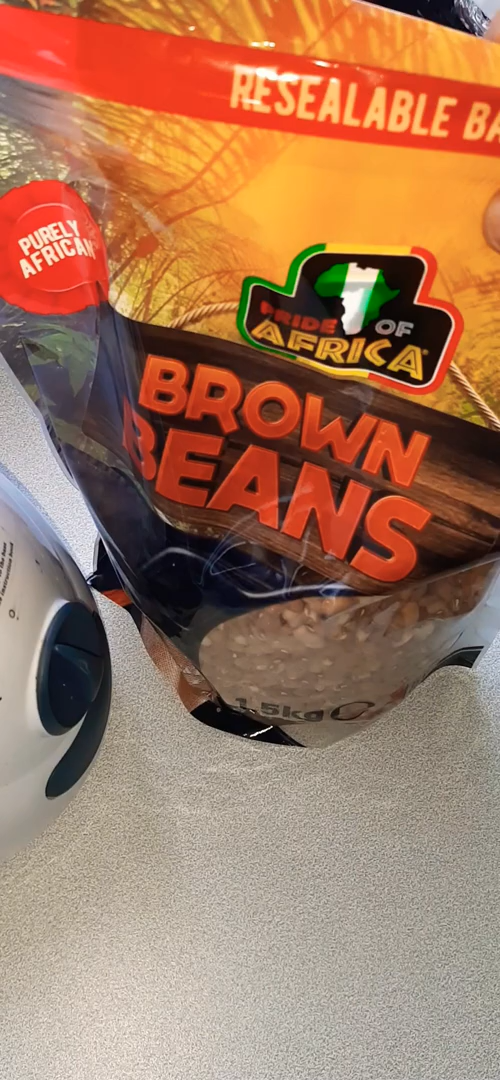 RESEALABLE BA
PURELY
AFRICAN
PRIDE OF
AFRICA
BROWN
BEANS
1.5kg e